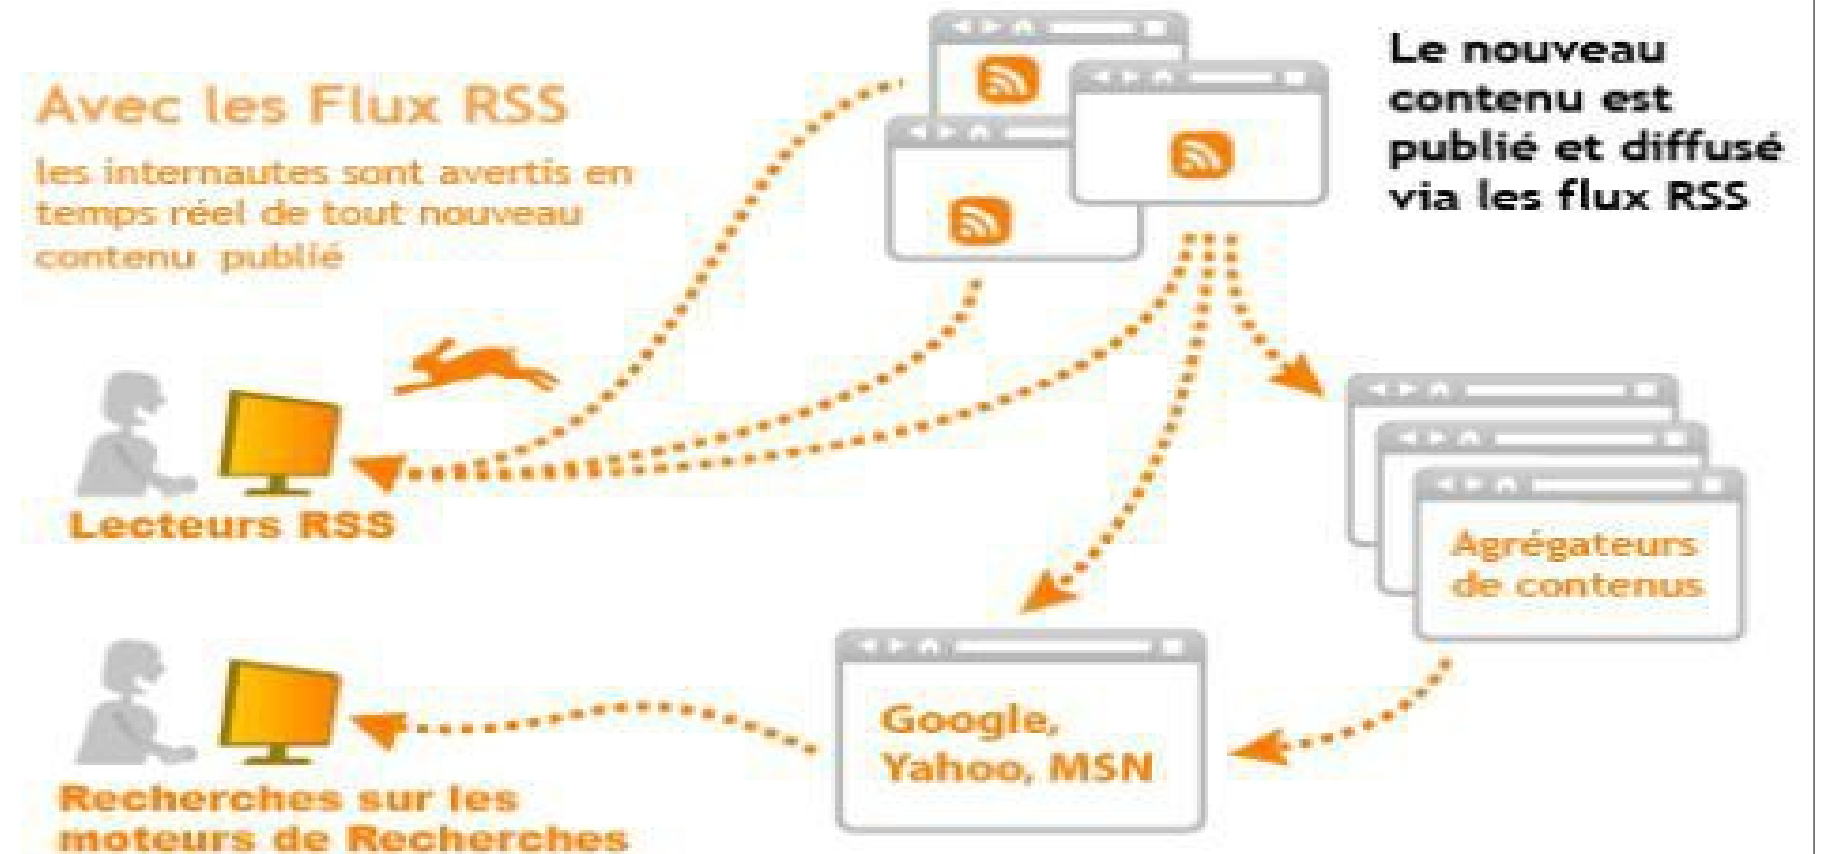 Avec les Flux RSS
les internautes sont avertis en
temps réel de tout nouveau
contenu publié
Le nouveau
contenu est
publié et diffusé
via les flux RSS
Lecteurs RSS
Agrégateurs
de contenus
Google,
Yahoo, MSN
Recherches sur les
moteurs de Recherches